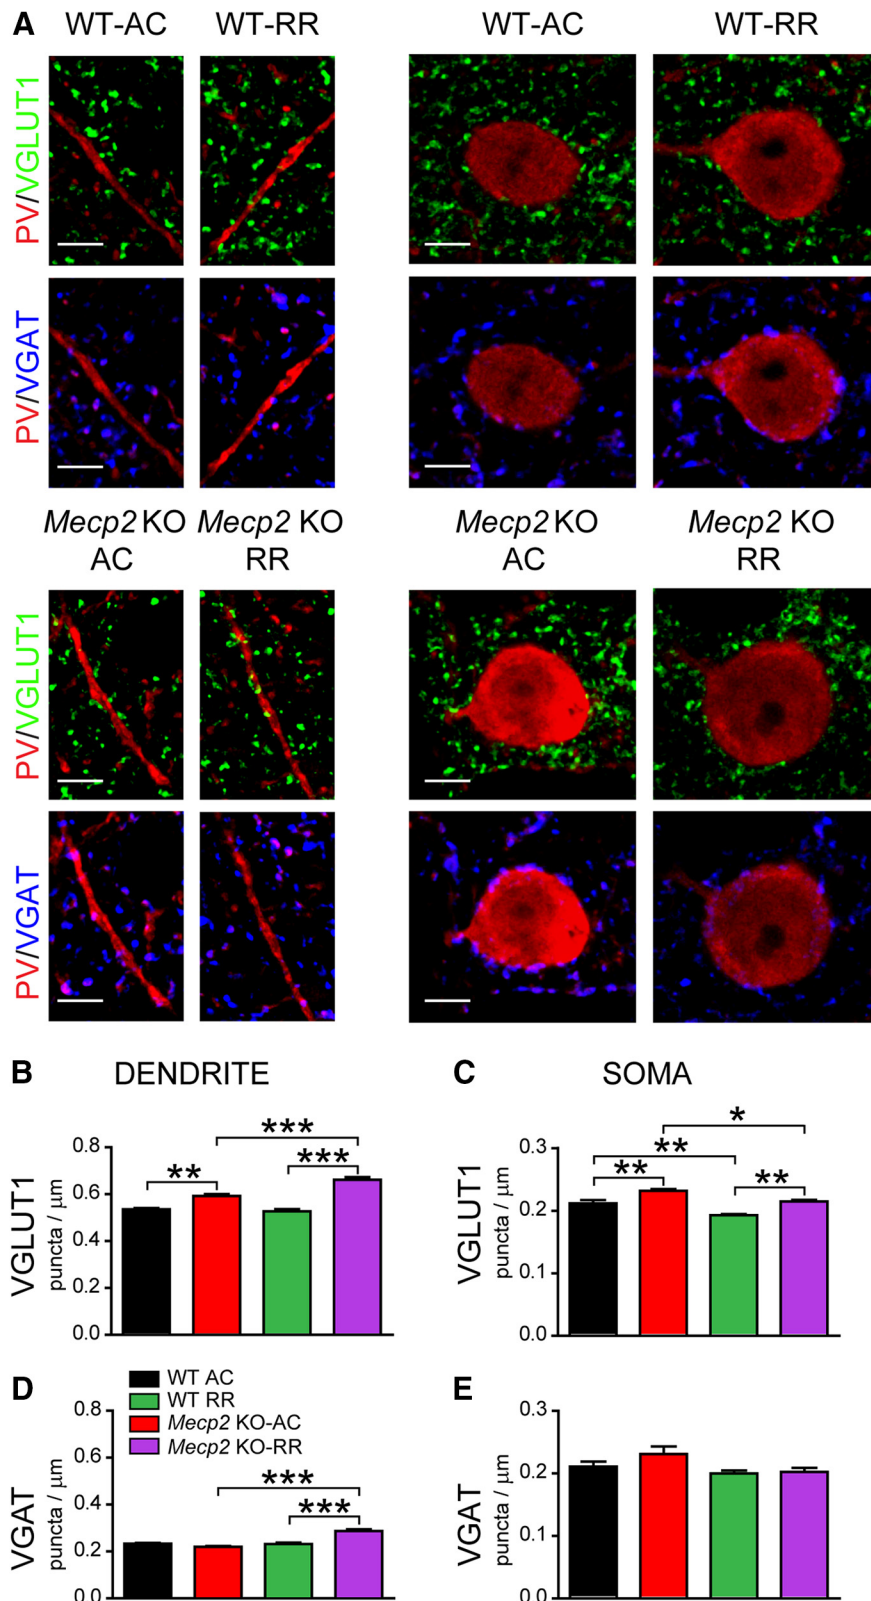 A
WT-AC WT-RR WT-AC WT-RR
PV/VGLUT1
PV/VGAT
Mecp2 KO Mecp2 KO Mecp2 KO Mecp2 KO
AC RR AC RR
PV/VGLUT1
PV/VGAT
B DENDRITE
VGLUT1
puncta / μm
0.8
0.6
0.4
0.2
0.0
** *** ***
C SOMA
VGLUT1
puncta / μm
0.3
0.2
0.1
0.0
** ** ** *
D
WT AC
WT RR
Mecp2 KO-AC
Mecp2 KO-RR
VGAT
puncta / μm
0.8
0.6
0.4
0.2
0.0
*** ***
E
VGAT
puncta / μm
0.3
0.2
0.1
0.0